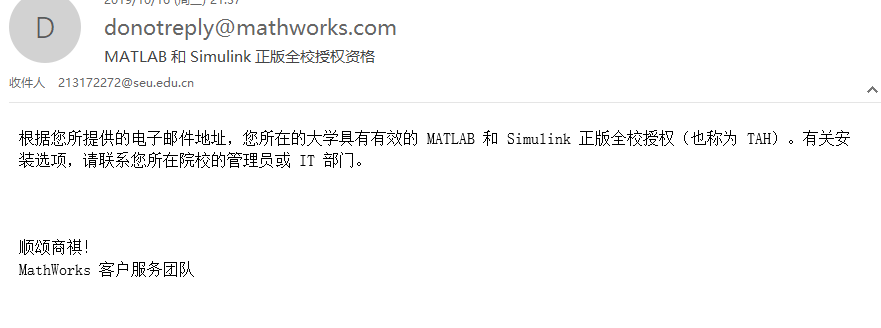 2019/10/10 (周三) 21:37
D
donotreply@mathworks.com
MATLAB 和 Simulink 正版全校授权资格
收件人 213172272@seu.edu.cn
根据您所提供的电子邮件地址，您所在的大学具有有效的 MATLAB 和 Simulink 正版全校授权（也称为 TAH）。有关安
装选项，请联系您所在院校的管理员或 IT 部门。
顺颂商祺!
MathWorks 客户服务团队